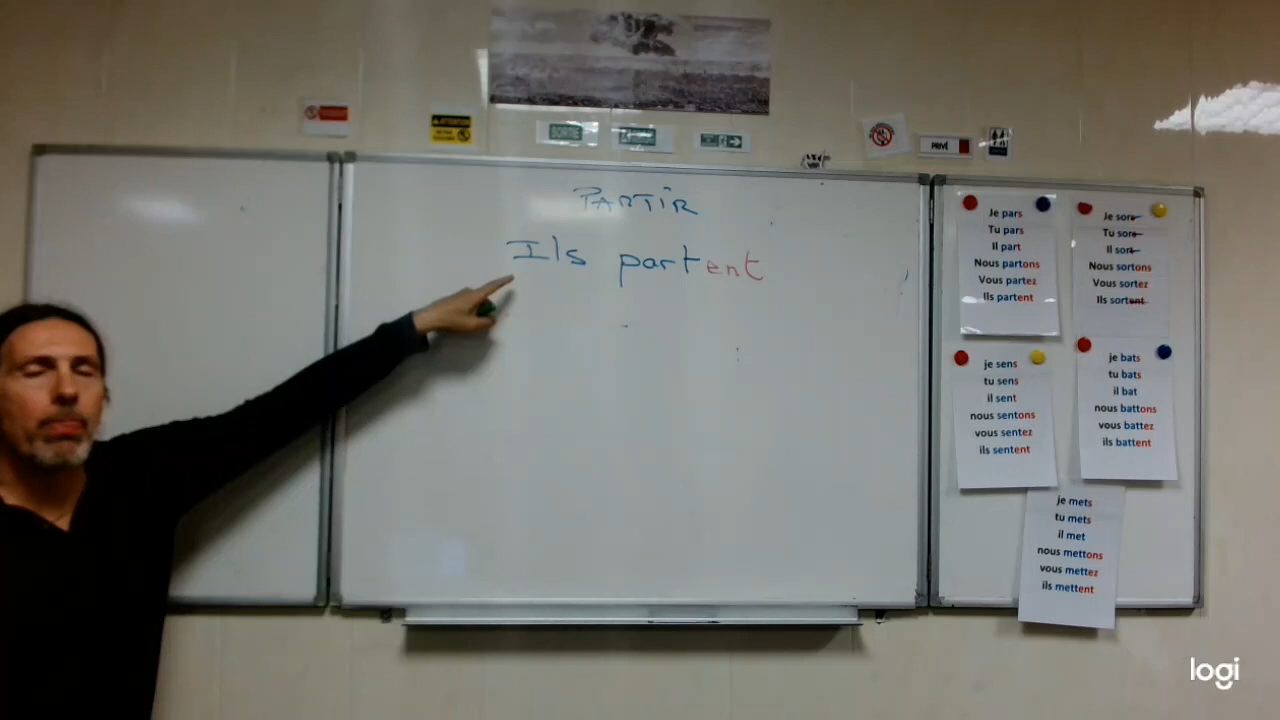 ATTENTION
SORTIE
PRIVÉ
PARTIR
Ils partent
Je pars
Tu pars
Il part
Nous partons
Vous partez
Ils partent
Je sors
Tu sors
Il sort
Nous sortons
Vous sortez
Ils sortent
je sens
tu sens
il sent
nous sentons
vous sentez
ils sentent
je bats
tu bats
il bat
nous battons
vous battez
ils battent
je mets
tu mets
il met
nous mettons
vous mettez
ils mettent
logi